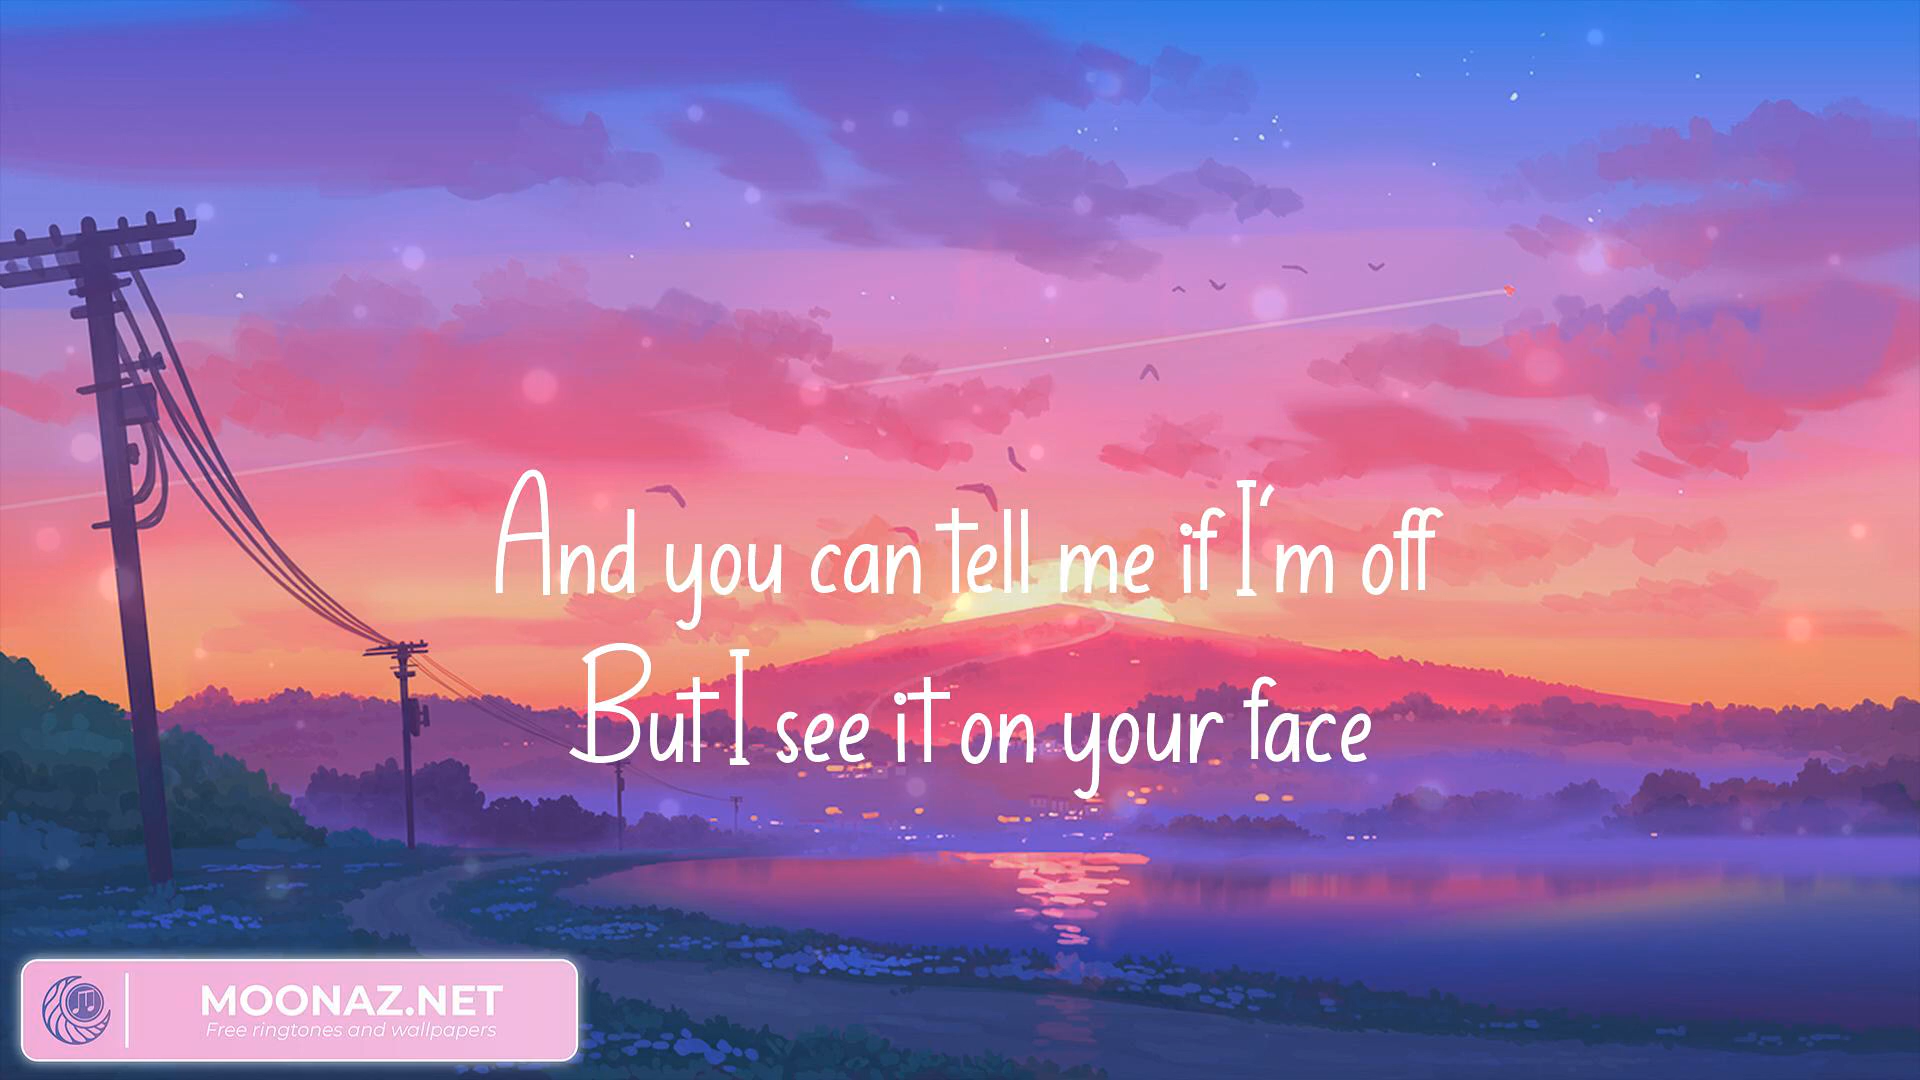 And you can tell me if I'm off
But I see it on your face
MOONAZ.NET
Free ringtones and wallpapers